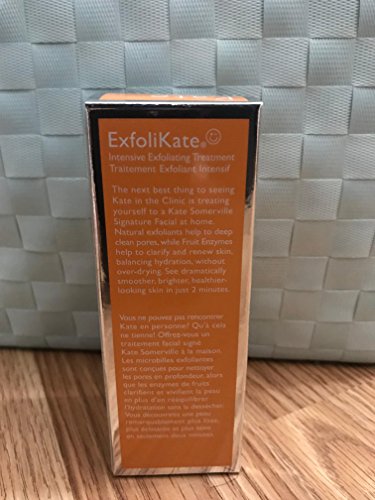 ExfoliKate®
Intensive Exfoliating Treatment
Traitement Exfoliant Intensif
The next best thing to seeing
Kate in the Clinic is treating
yourself to a Kate Somerville
Signature Facial at home.
Natural exfoliants help to deep
clean pores, while Fruit Enzymes
help to clarify and renew skin,
balancing hydration, without
over-drying. See dramatically
smoother, brighter, healthier-
looking skin in just 2 minutes.
Vous ne pouvez pas rencontrer
Kate en personne? Qu'à cela
ne tienne! Offrez-vous un
traitement facial signé
Kate Somerville à la maison.
Les microbilles exfoliantes
sont conçues pour nettoyer
les pores en profondeur, alors
que les enzymes de fruits
clarifient et vivifient la peau
en plus d'en rééquilibrer
l'hydratation sans la dessécher.
Vous découvrirez une peau
remarquablement plus lisse,
plus éclatante et plus saine
en seulement deux minutes.